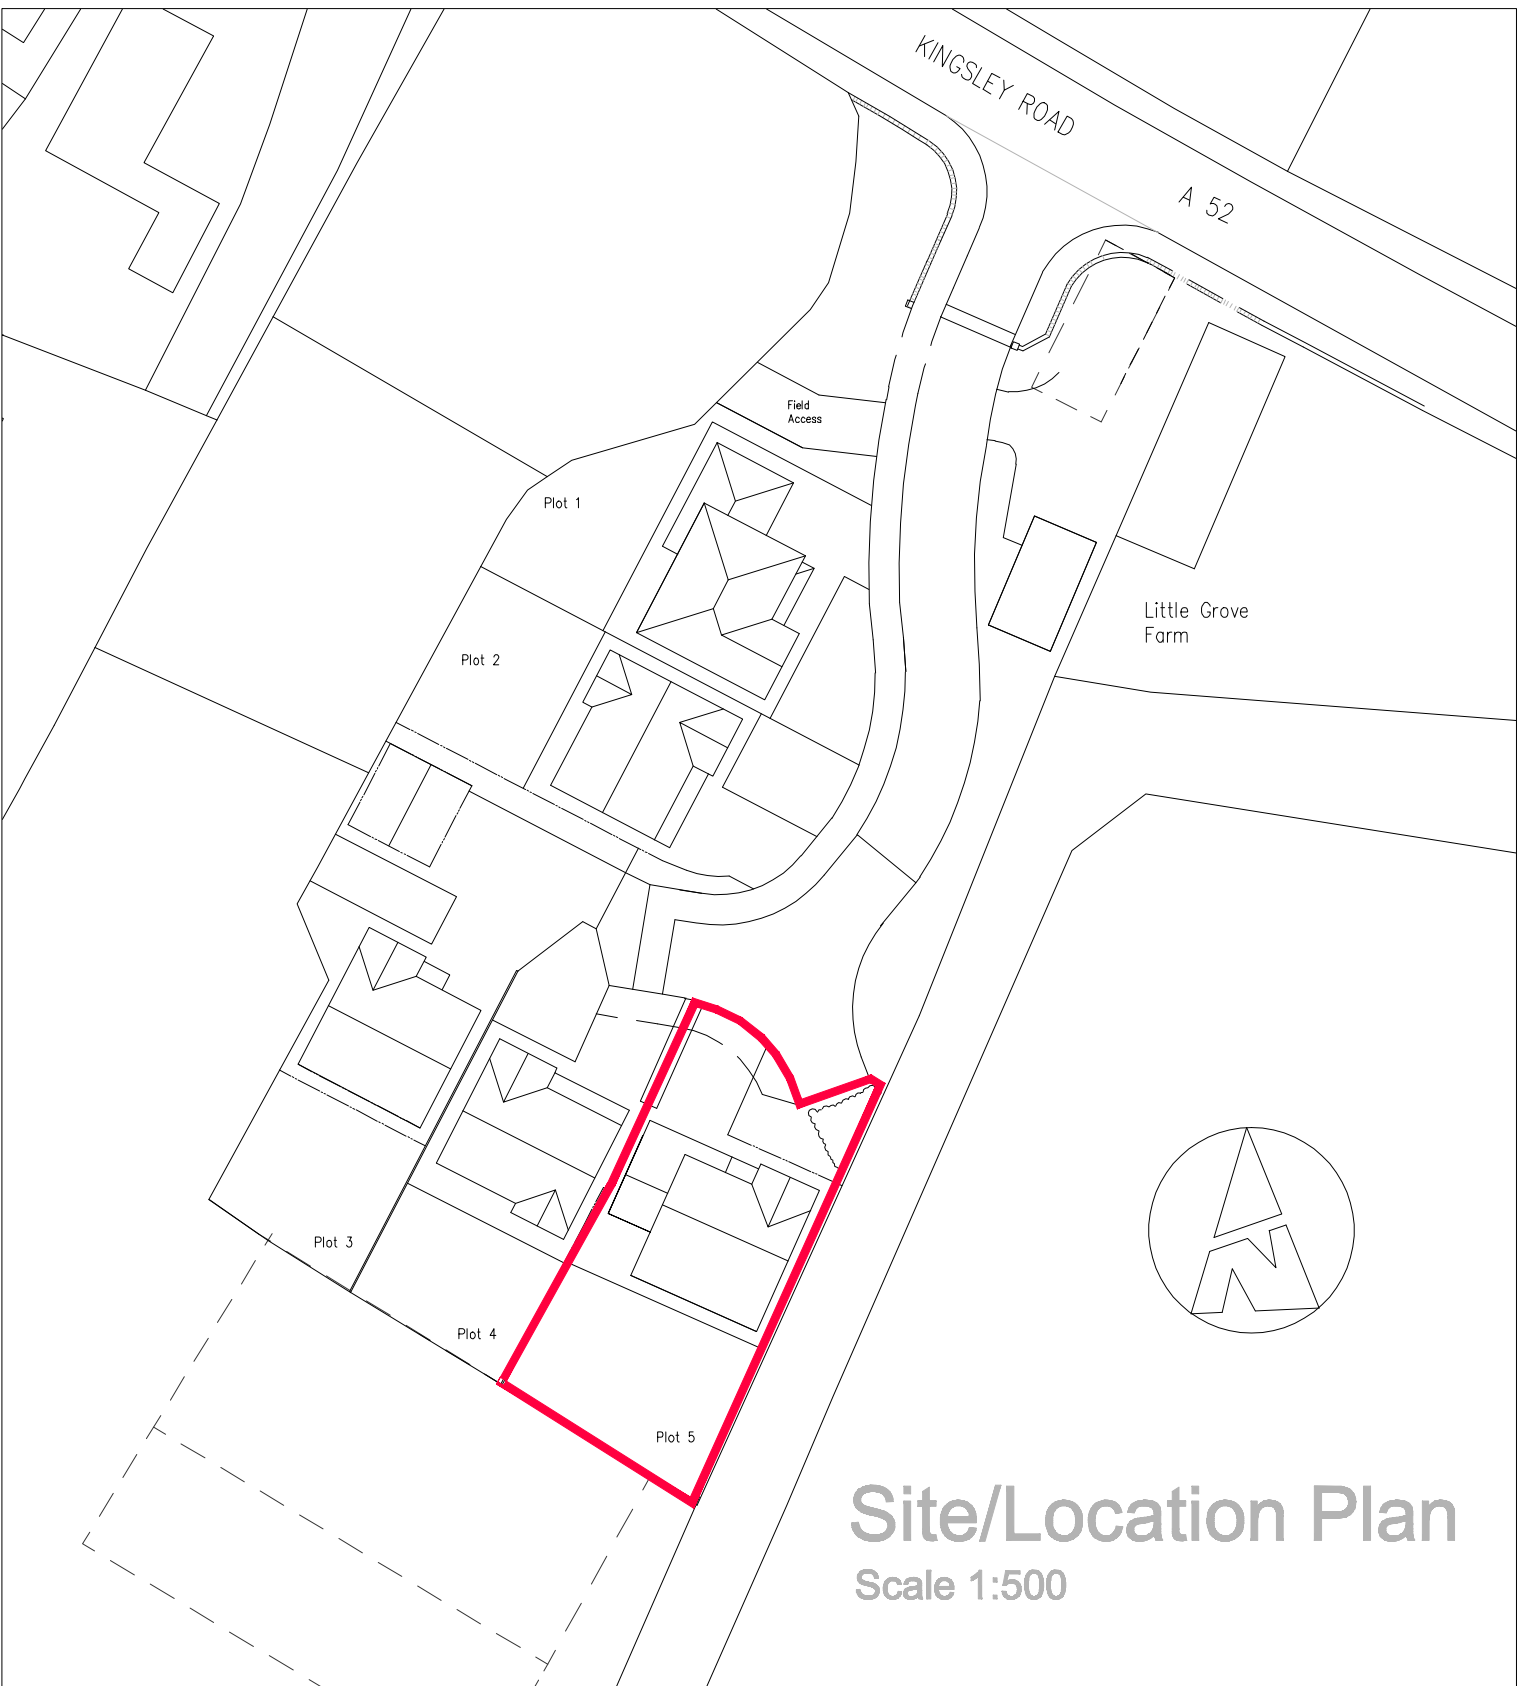 KINGSLEY ROAD
A 52
Field
Access
Plot 1
Little Grove
Farm
Plot 2
Plot 3
Plot 4
Plot 5
N
Site/Location Plan
Scale 1:500